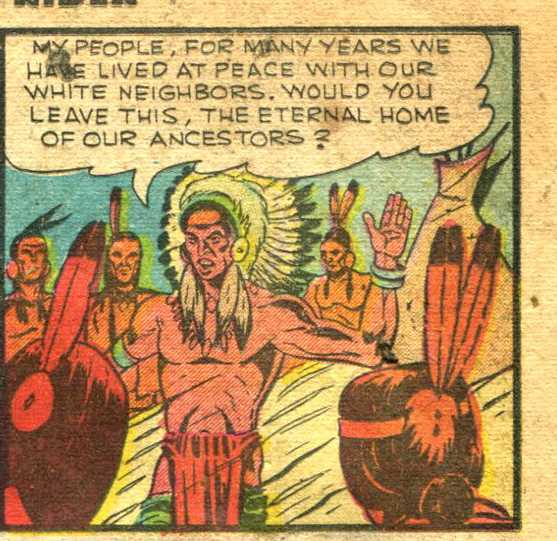 RIDER
MY PEOPLE, FOR MANY YEARS WE
HAVE LIVED AT PEACE WITH OUR
WHITE NEIGHBORS. WOULD YOU
LEAVE THIS, THE ETERNAL HOME
OF OUR ANCESTORS?